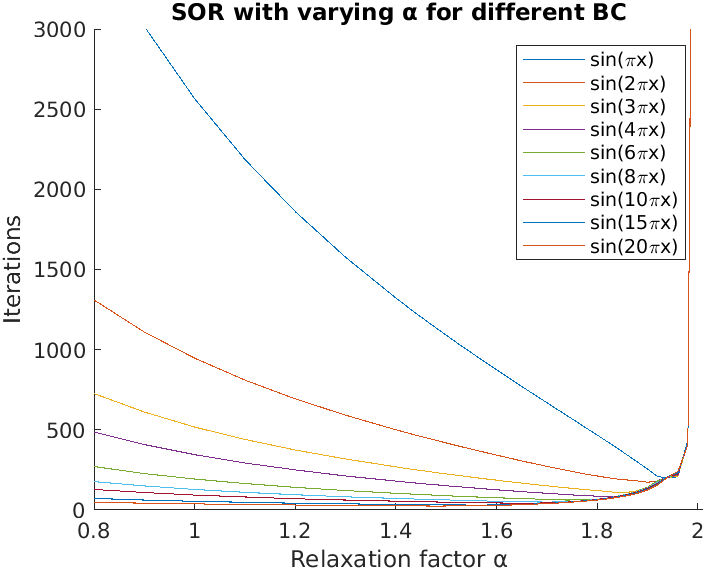 SOR with varying α for different BC
3000
2500
2000
1500
1000
500
0
Iterations
sin(πx)
sin(2πx)
sin(3πx)
sin(4πx)
sin(6πx)
sin(8πx)
sin(10πx)
sin(15πx)
sin(20πx)
0.8
1
1.2
1.4
1.6
1.8
2
Relaxation factor α